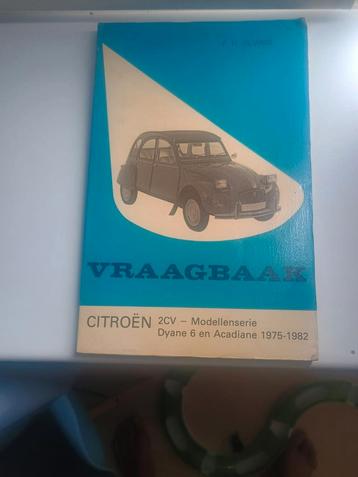 VRAAGBAAK
CITROËN 2CV – Modellenserie
Dyane 6 en Acadiane 1975-1982